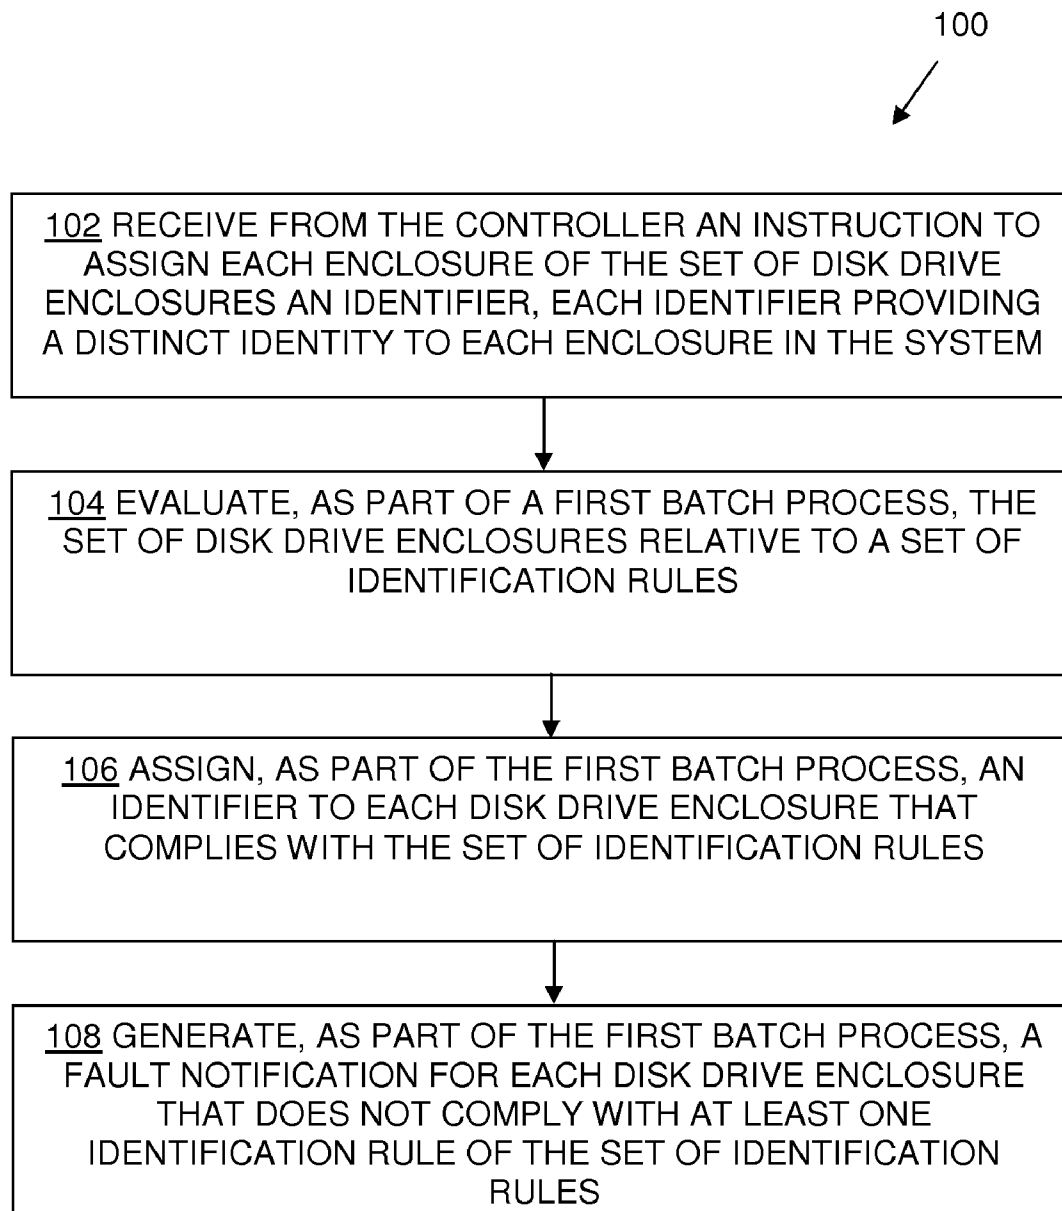 100
102 RECEIVE FROM THE CONTROLLER AN INSTRUCTION TO
ASSIGN EACH ENCLOSURE OF THE SET OF DISK DRIVE
ENCLOSURES AN IDENTIFIER, EACH IDENTIFIER PROVIDING
A DISTINCT IDENTITY TO EACH ENCLOSURE IN THE SYSTEM
104 EVALUATE, AS PART OF A FIRST BATCH PROCESS, THE
SET OF DISK DRIVE ENCLOSURES RELATIVE TO A SET OF
IDENTIFICATION RULES
106 ASSIGN, AS PART OF THE FIRST BATCH PROCESS, AN
IDENTIFIER TO EACH DISK DRIVE ENCLOSURE THAT
COMPLIES WITH THE SET OF IDENTIFICATION RULES
108 GENERATE, AS PART OF THE FIRST BATCH PROCESS, A
FAULT NOTIFICATION FOR EACH DISK DRIVE ENCLOSURE
THAT DOES NOT COMPLY WITH AT LEAST ONE
IDENTIFICATION RULE OF THE SET OF IDENTIFICATION
RULES